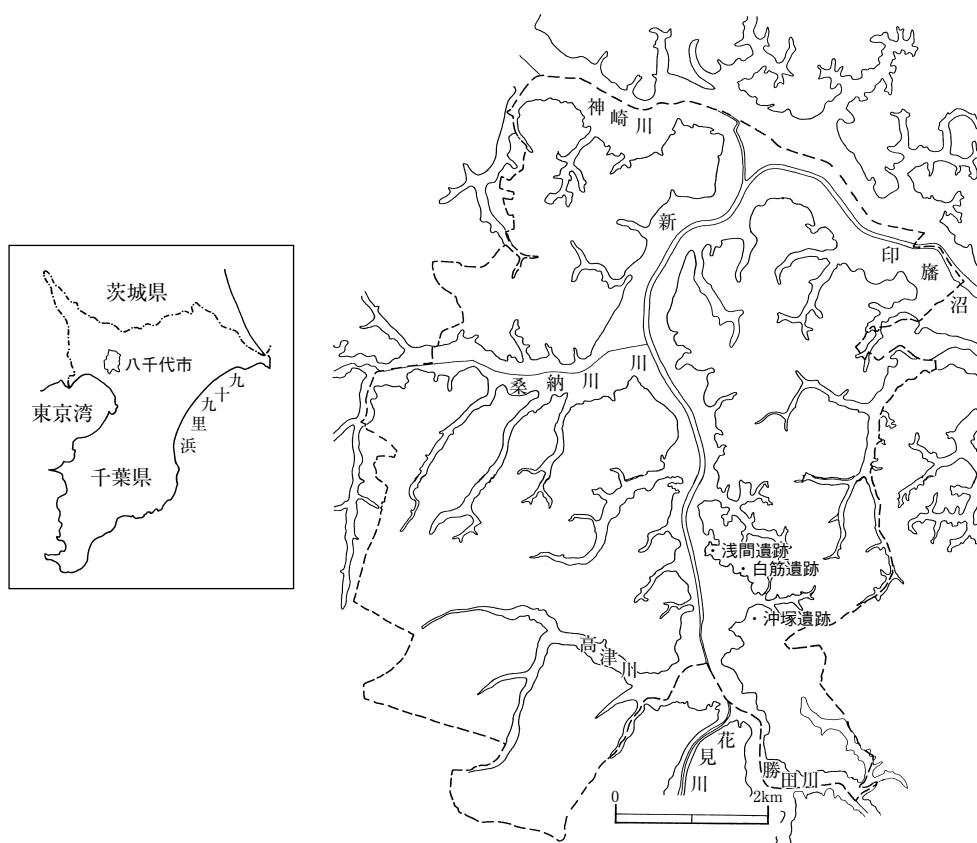 茨城県
八千代市
東京湾
九十九里浜
千葉県
神崎川
新川
印旛沼
桑納川
・浅間遺跡
・白筋遺跡
・沖塚遺跡
高津川
花見川
勝田川
0 2km